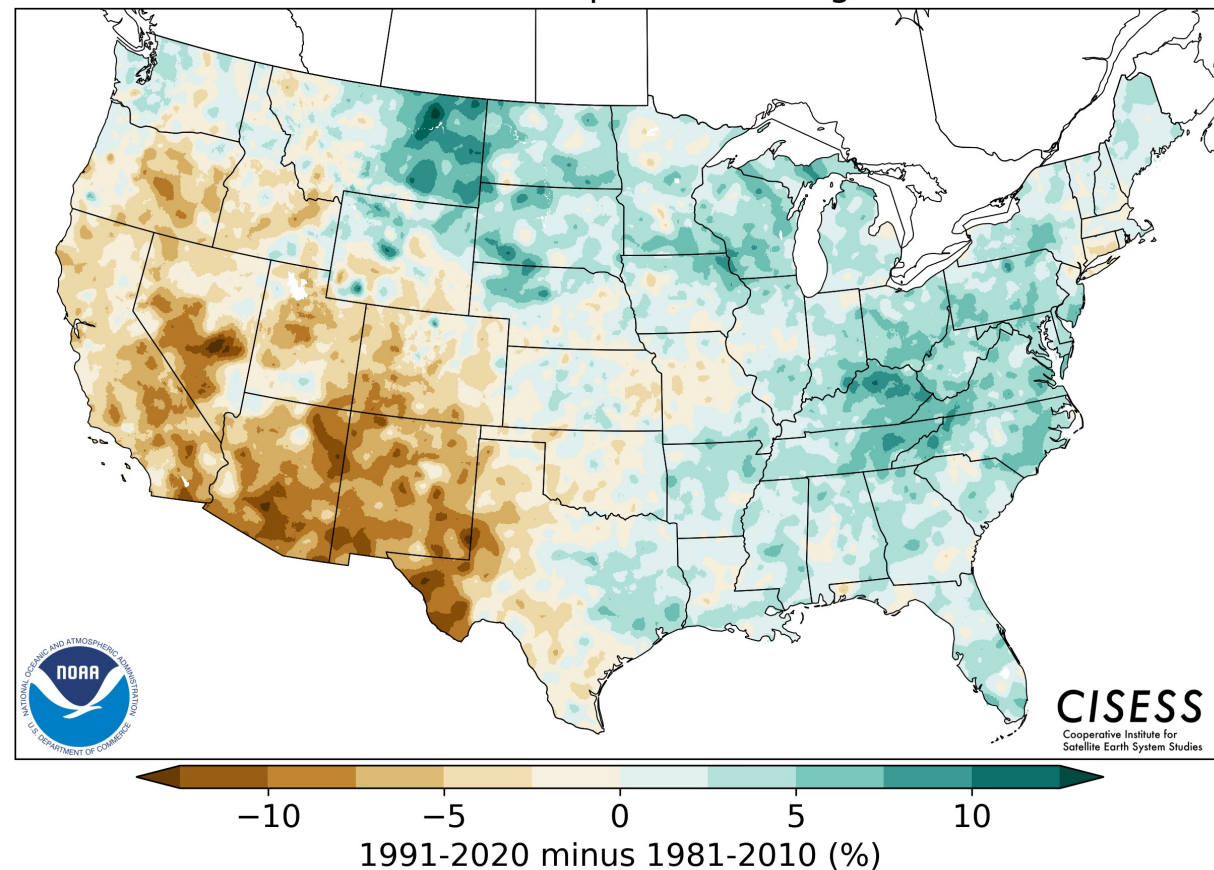 NATIONAL OCEANIC AND ATMOSPHERIC ADMINISTRATION
NOAA
U.S. DEPARTMENT OF COMMERCE
CISESS
Cooperative Institute for
Satellite Earth System Studies
−10 −5 0 5 10
1991-2020 minus 1981-2010 (%)